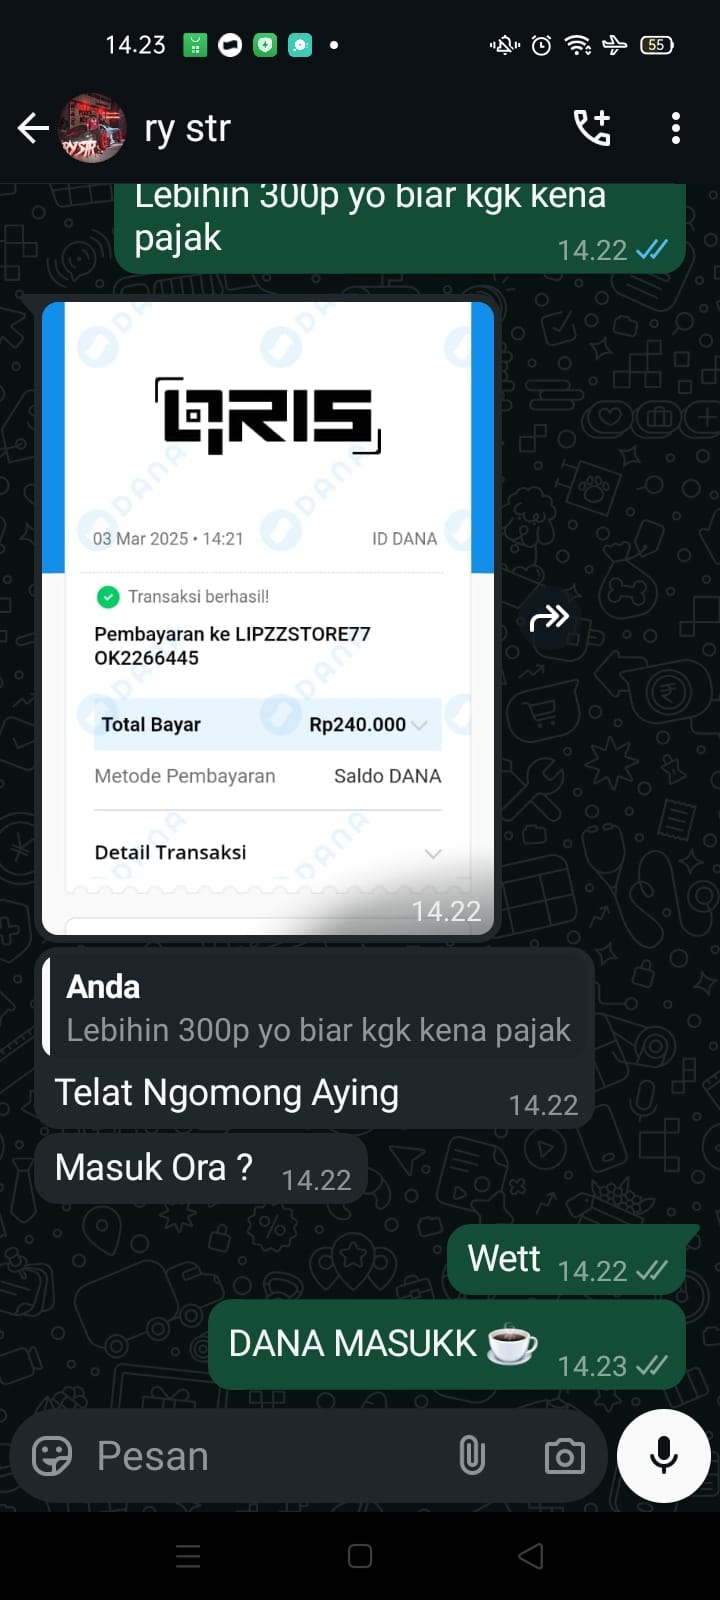 14.23
55
ry str
Lebihin 300p yo biar kgk kena
pajak
14.22
QRIS
03 Mar 2025 • 14:21 ID DANA
Transaksi berhasil!
Pembayaran ke LIPZZSTORE77
OK2266445
Total Bayar Rp240.000
Metode Pembayaran Saldo DANA
Detail Transaksi
DANA
14.22
Anda
Lebihin 300p yo biar kgk kena pajak
Telat Ngomong Aying 14.22
Masuk Ora ? 14.22
Wett 14.22
DANA MASUKK ☕ 14.23
Pesan